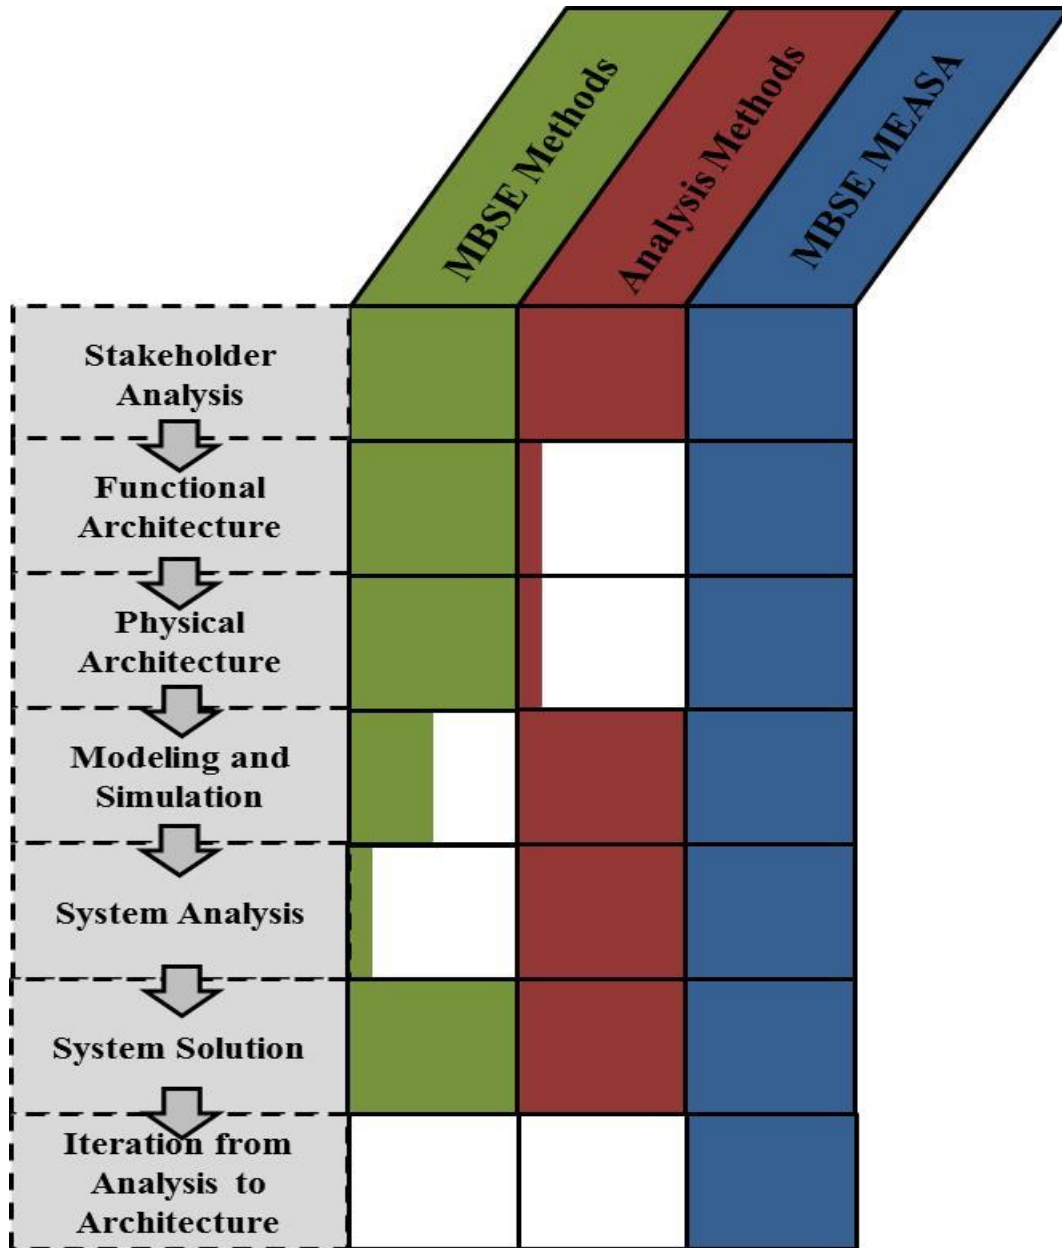 MBSE Methods
Analysis Methods
MBSE MEASA
Stakeholder
Analysis
Functional
Architecture
Physical
Architecture
Modeling and
Simulation
System Analysis
System Solution
Iteration from
Analysis to
Architecture